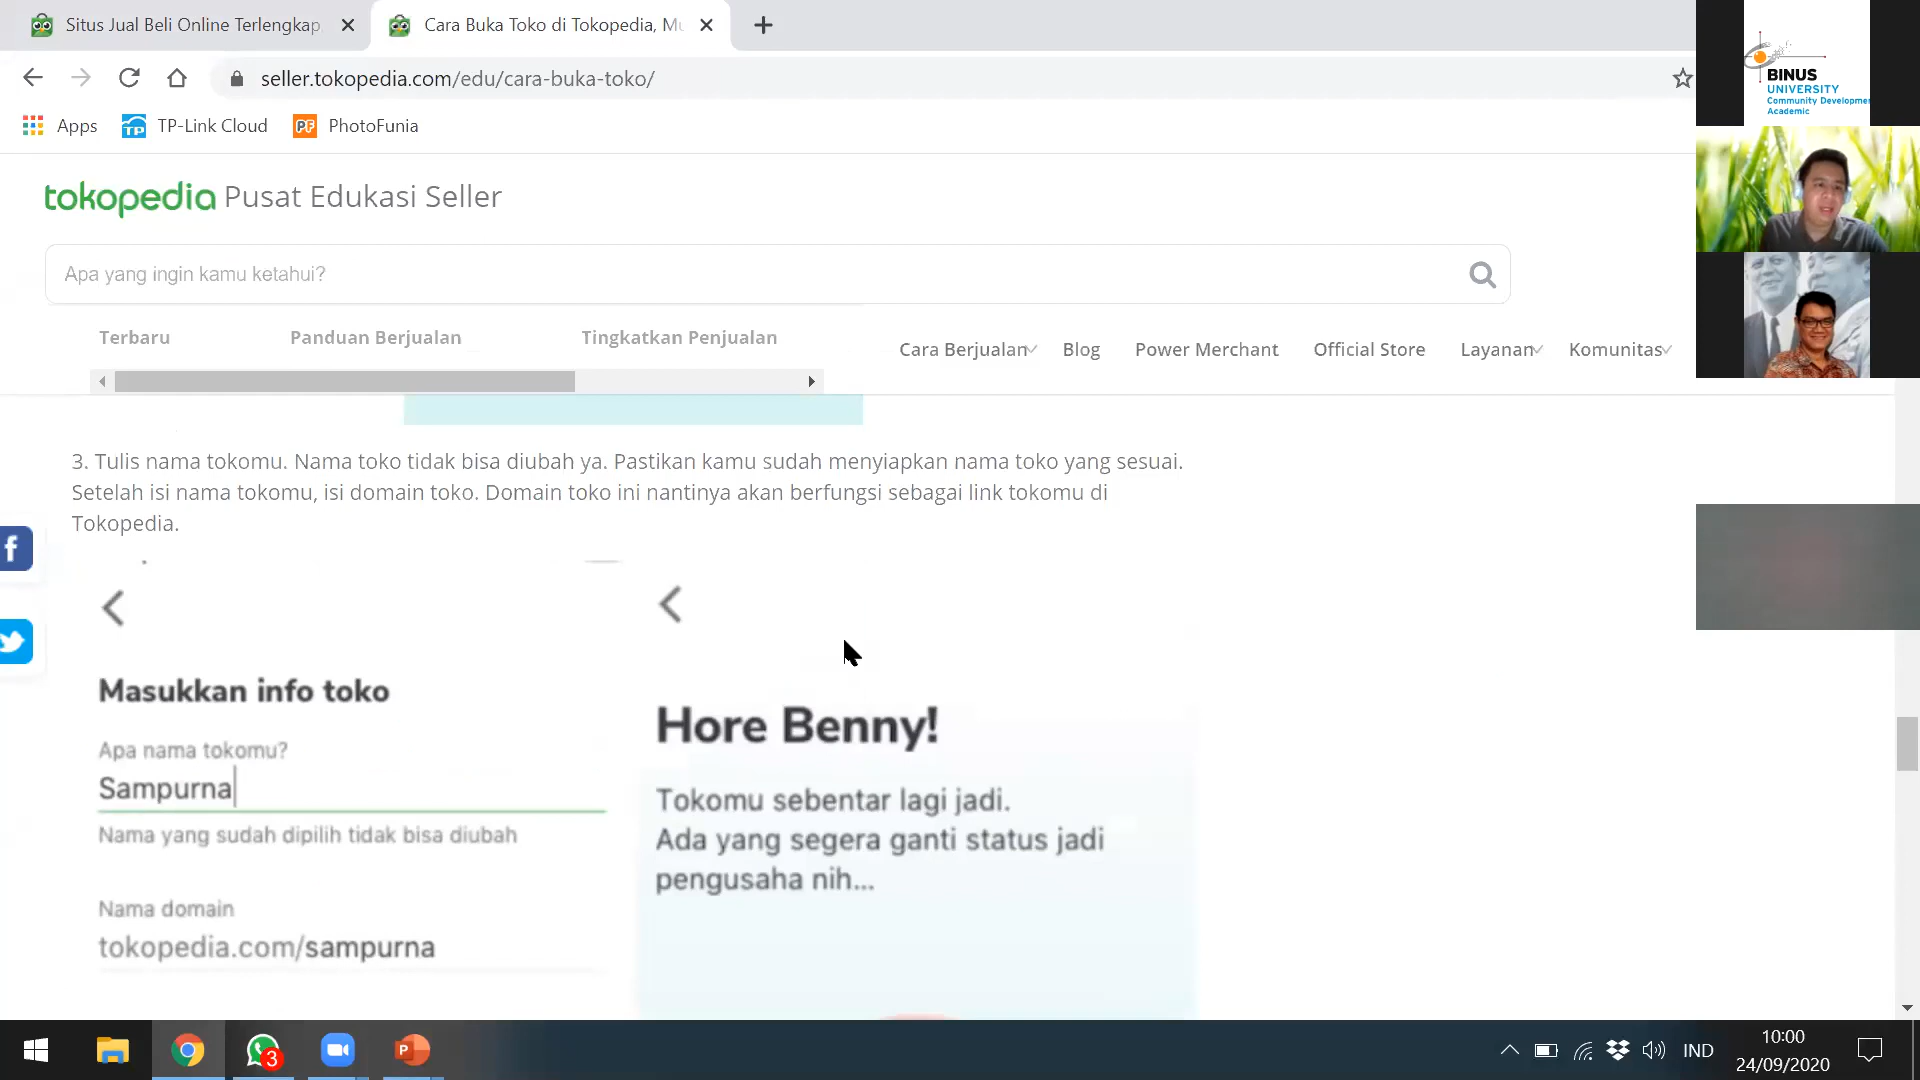 Situs Jual Beli Online Terlengkap
Cara Buka Toko di Tokopedia, Mu
seller.tokopedia.com/edu/cara-buka-toko/
Apps
TP-Link Cloud
PhotoFunia
tokopedia Pusat Edukasi Seller
Apa yang ingin kamu ketahui?
Terbaru
Panduan Berjualan
Tingkatkan Penjualan
Cara Berjualan
Blog
Power Merchant
Official Store
Layanan
Komunitas
3. Tulis nama tokomu. Nama toko tidak bisa diubah ya. Pastikan kamu sudah menyiapkan nama toko yang sesuai.
Setelah isi nama tokomu, isi domain toko. Domain toko ini nantinya akan berfungsi sebagai link tokomu di
Tokopedia.
Masukkan info toko
Apa nama tokomu?
Sampurna
Nama yang sudah dipilih tidak bisa diubah
Nama domain
tokopedia.com/sampurna
Hore Benny!
Tokomu sebentar lagi jadi.
Ada yang segera ganti status jadi
pengusaha nih...
BINUS
UNIVERSITY
Community Developme
Academic
TP
PF
f
3
P
IND
10:00
24/09/2020